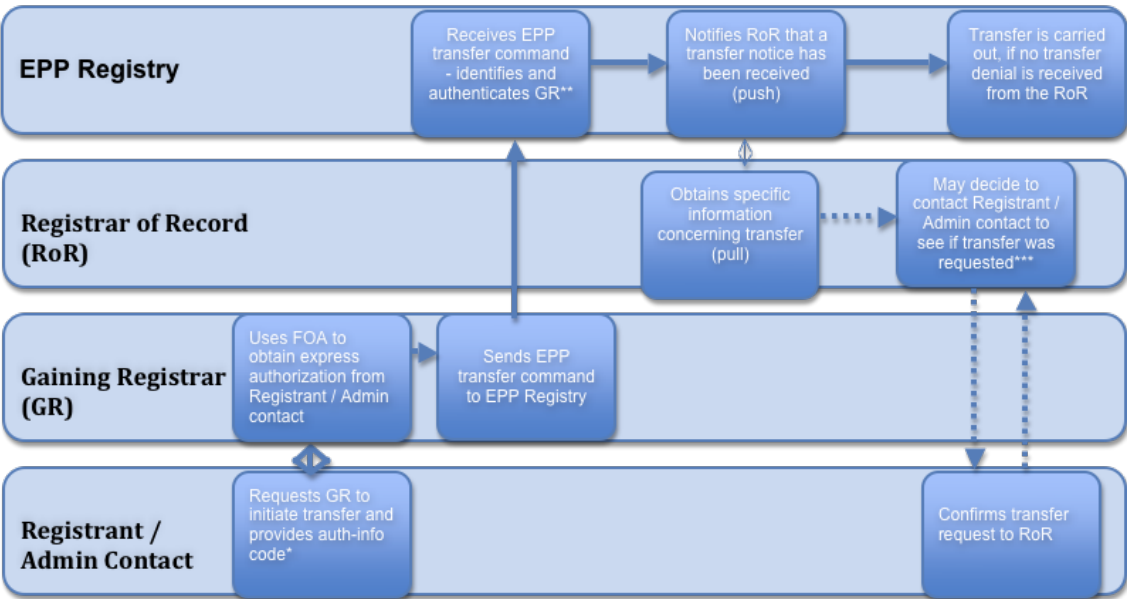 EPP Registry
Receives EPP
transfer command
- identifies and
authenticates GR**
Notifies RoR that a
transfer notice has
been received
(push)
Transfer is carried
out, if no transfer
denial is received
from the RoR
Registrar of Record
(RoR)
Obtains specific
information
concerning transfer
(pull)
May decide to
contact Registrant /
Admin contact to
see if transfer was
requested***
Gaining Registrar
(GR)
Uses FOA to
obtain express
authorization from
Registrant / Admin
contact
Sends EPP
transfer command
to EPP Registry
Registrant /
Admin Contact
Requests GR to
initiate transfer and
provides auth-info
code*
Confirms transfer
request to RoR